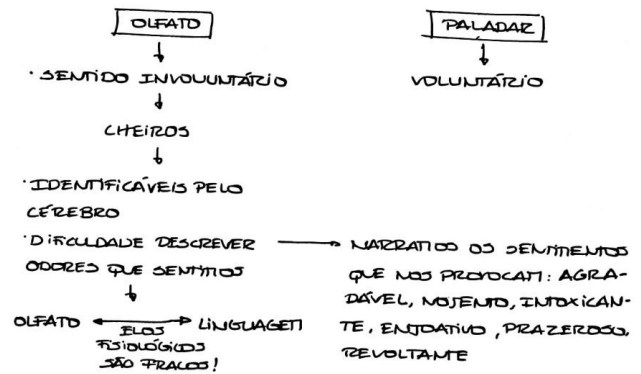 OLFATO
PALADAR
· SENTIDO INVOLUNTÁRIO
VOLUNTÁRIO
CHEIROS
· IDENTIFICÁVEIS PELO
CÉREBRO
· DIFICULDADE DESCREVER
ODORES QUE SENTIMOS
NARRAMOS OS SENTIMENTOS
QUE NOS PROVOCAM: AGRA-
DÁVEL, NOJENTO, INTOXICAN-
TE, ENJOATIVO, PRAZEROSO,
REVOLTANTE
OLFATO LINGUAGEM
ELOS
FISIOLÓGICOS
SÃO FRACOS!